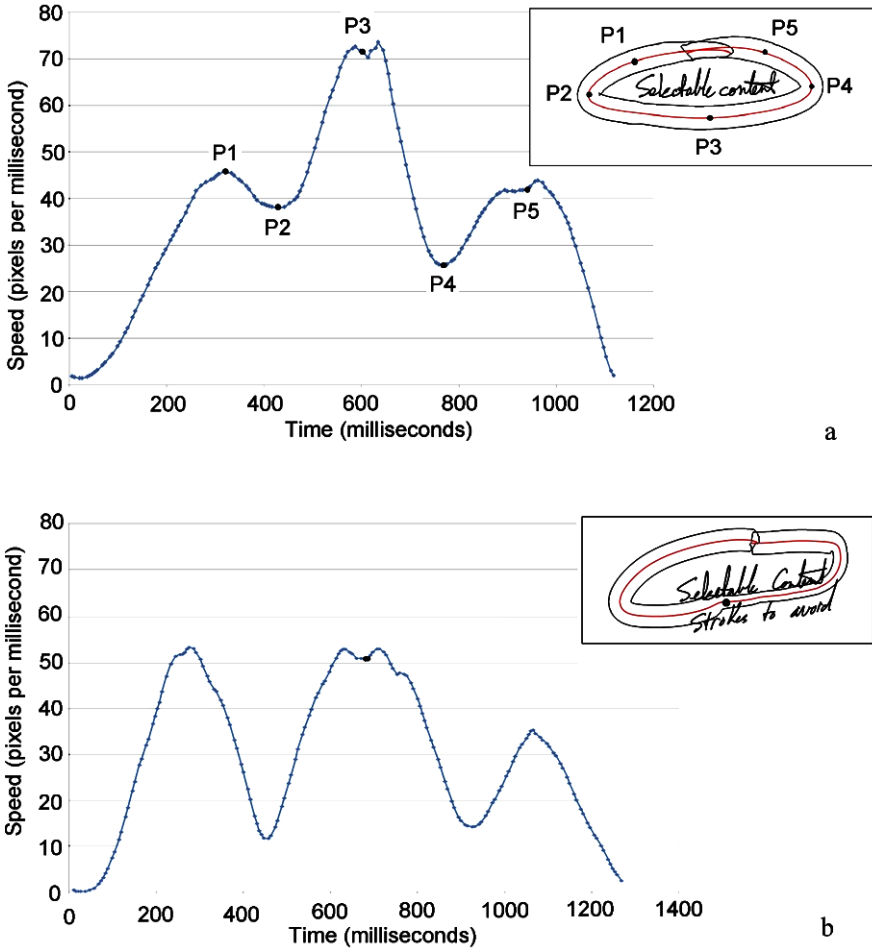 80
70
60
50
40
30
20
10
0
Speed (pixels per millisecond)
0 200 400 600 800 1000 1200
Time (milliseconds)
P1
P2
P3
P4
P5
P1
P5
P2
Selectable content
P4
P3
a
80
70
60
50
40
30
20
10
0
Speed (pixels per millisecond)
0 200 400 600 800 1000 1200 1400
Time (milliseconds)
Selectable Content
Strokes to avoid
b